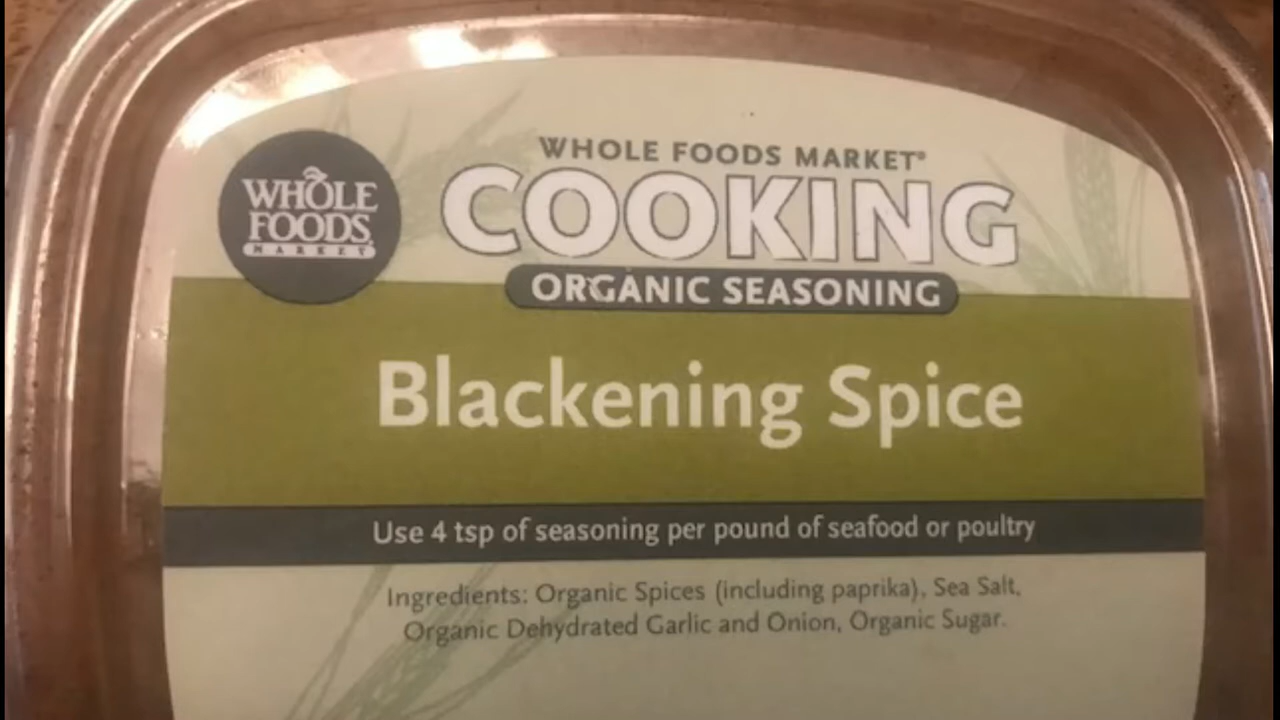 WHOLE
FOODS
MARKET
WHOLE FOODS MARKET®
COOKING
ORGANIC SEASONING
Blackening Spice
Use 4 tsp of seasoning per pound of seafood or poultry
Ingredients: Organic Spices (including paprika), Sea Salt,
Organic Dehydrated Garlic and Onion, Organic Sugar.